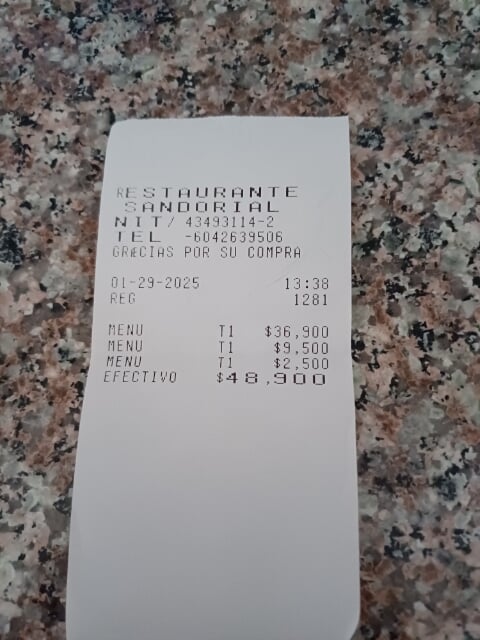 RESTAURANTE
SANDORIAL
NIT/ 43493114-2
TEL -6042639506
GRACIAS POR SU COMPRA
01-29-2025 13:38
REG 1281
MENU T1 $36,900
MENU T1 $9,500
MENU T1 $2,500
EFECTIVO $48,900